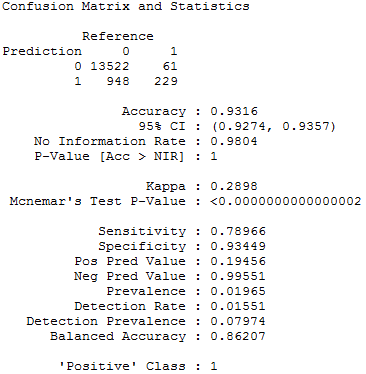 Confusion Matrix and Statistics
Reference
Prediction 0 1
0 13522 61
1 948 229
Accuracy : 0.9316
95% CI : (0.9274, 0.9357)
No Information Rate : 0.9804
P-Value [Acc > NIR] : 1
Kappa : 0.2898
Mcnemar's Test P-Value : <0.0000000000000002
Sensitivity : 0.78966
Specificity : 0.93449
Pos Pred Value : 0.19456
Neg Pred Value : 0.99551
Prevalence : 0.01965
Detection Rate : 0.01551
Detection Prevalence : 0.07974
Balanced Accuracy : 0.86207
'Positive' Class : 1